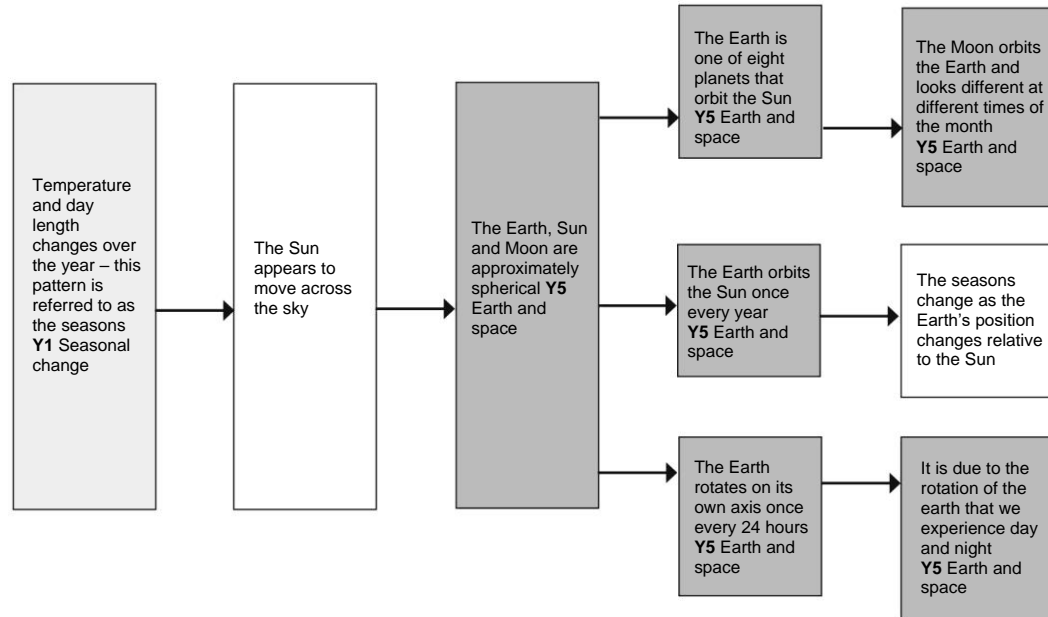 Temperature
and day
length
changes over
the year – this
pattern is
referred to as
the seasons
Y1 Seasonal
change
The Sun
appears to
move across
the sky
The Earth, Sun
and Moon are
approximately
spherical Y5
Earth and
space
The Earth is
one of eight
planets that
orbit the Sun
Y5 Earth and
space
The Moon orbits
the Earth and
looks different at
different times of
the month
Y5 Earth and
space
The Earth orbits
the Sun once
every year
Y5 Earth and
space
The seasons
change as the
Earth's position
changes relative
to the Sun
The Earth
rotates on its
own axis once
every 24 hours
Y5 Earth and
space
It is due to the
rotation of the
earth that we
experience day
and night
Y5 Earth and
space